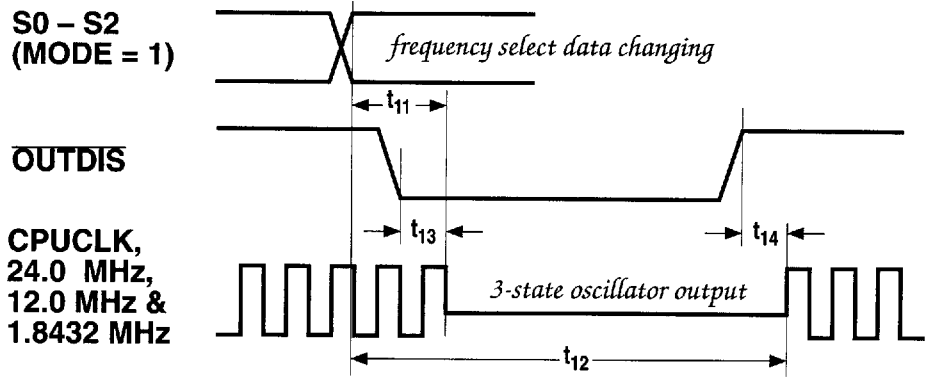 S0 – S2
(MODE = 1)
frequency select data changing
t11
OUTDIS
t13
t14
CPUCLK,
24.0 MHz,
12.0 MHz &
1.8432 MHz
3-state oscillator output
t12